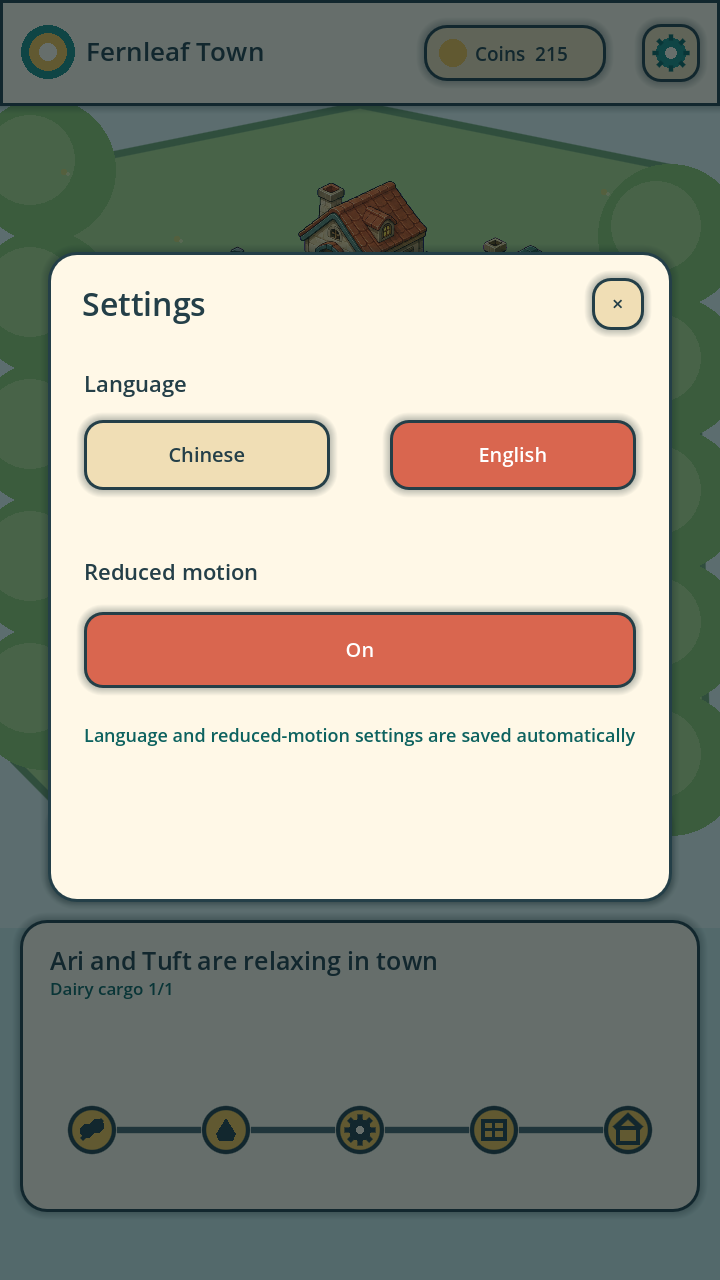 Fernleaf Town
Coins 215
Settings
×
Language
Chinese
English
Reduced motion
On
Language and reduced-motion settings are saved automatically
Ari and Tuft are relaxing in town
Dairy cargo 1/1